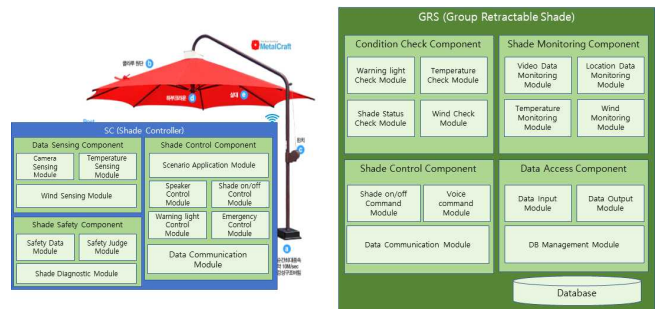 MetalCraft
b
d
e
c
a
SC (Shade Controller)
Data Sensing Component
Camera
Sensing
Module
Temperature
Sensing
Module
Wind Sensing Module
Shade Safety Component
Safety Data
Module
Safety Judge
Module
Shade Diagnostic Module
Shade Control Component
Scenario Application Module
Speaker
Control
Module
Shade on/off
Control
Module
Warning light
Control
Module
Emergency
Control
Module
Data Communication
Module
GRS (Group Retractable Shade)
Condition Check Component
Warning light
Check Module
Temperature
Check Module
Shade Status
Check Module
Wind Check
Module
Shade Monitoring Component
Video Data
Monitoring
Module
Location Data
Monitoring
Module
Temperature
Monitoring
Module
Wind
Monitoring
Module
Shade Control Component
Shade on/off
Command
Module
Voice
command
Module
Data Communication Module
Data Access Component
Data Input
Module
Data Output
Module
DB Management Module
Database